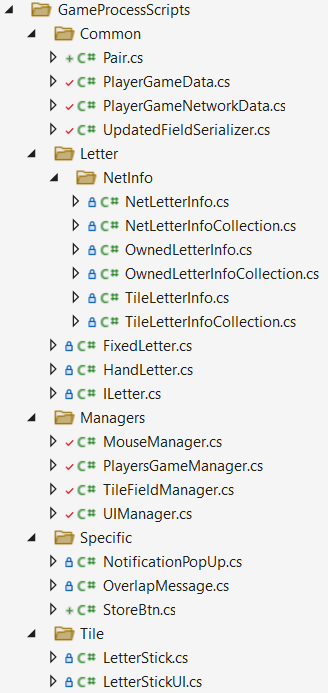 GameProcessScripts
Common
C# Pair.cs
C# PlayerGameData.cs
C# PlayerGameNetworkData.cs
C# UpdatedFieldSerializer.cs
Letter
NetInfo
C# NetLetterInfo.cs
C# NetLetterInfoCollection.cs
C# OwnedLetterInfo.cs
C# OwnedLetterInfoCollection.cs
C# TileLetterInfo.cs
C# TileLetterInfoCollection.cs
C# FixedLetter.cs
C# HandLetter.cs
C# ILetter.cs
Managers
C# MouseManager.cs
C# PlayersGameManager.cs
C# TileFieldManager.cs
C# UIManager.cs
Specific
C# NotificationPopUp.cs
C# OverlapMessage.cs
C# StoreBtn.cs
Tile
C# LetterStick.cs
C# LetterStickUI.cs